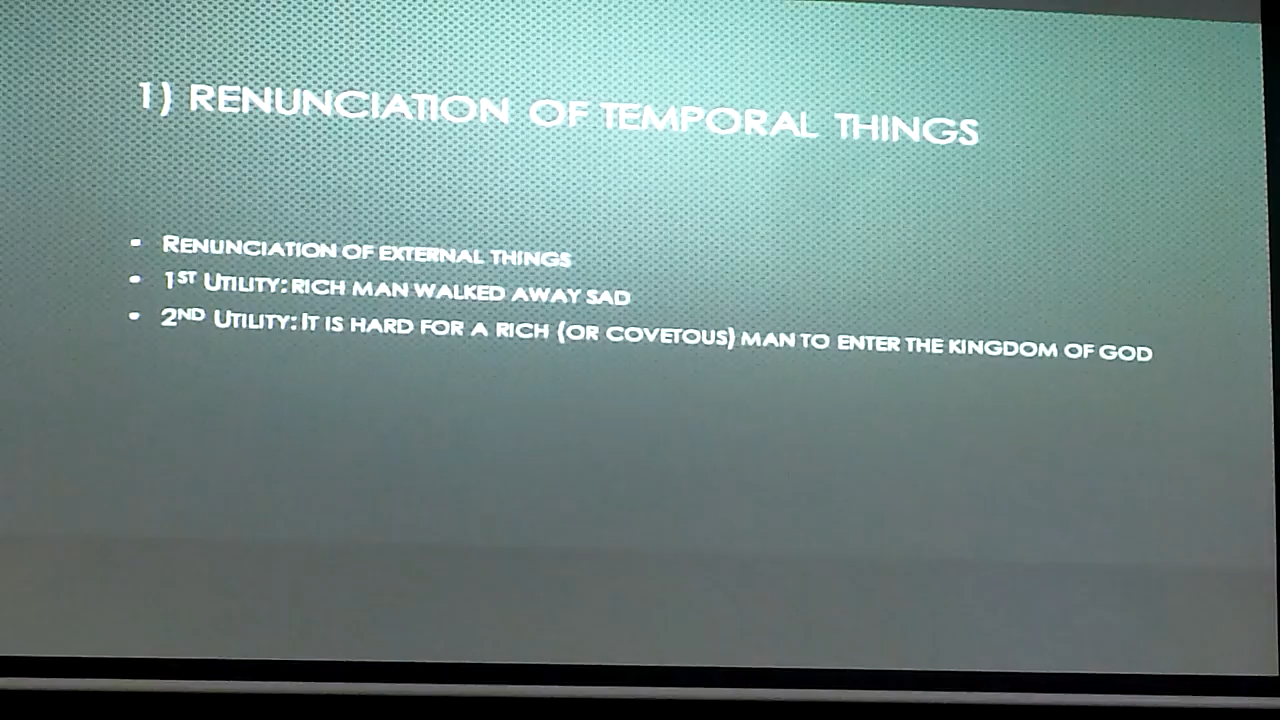 1) RENUNCIATION OF TEMPORAL THINGS
• RENUNCIATION OF EXTERNAL THINGS
• 1ST UTILITY: RICH MAN WALKED AWAY SAD
• 2ND UTILITY: IT IS HARD FOR A RICH (OR COVETOUS) MAN TO ENTER THE KINGDOM OF GOD